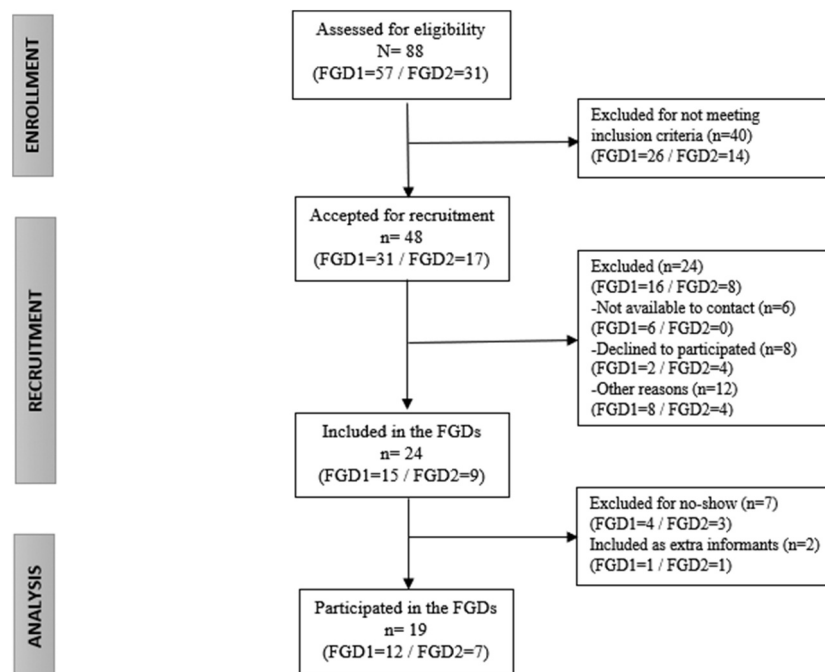 ENROLLMENT
Assessed for eligibility
N= 88
(FGD1=57 / FGD2=31)
Excluded for not meeting
inclusion criteria (n=40)
(FGD1=26 / FGD2=14)
RECRUITMENT
Accepted for recruitment
n= 48
(FGD1=31 / FGD2=17)
Excluded (n=24)
(FGD1=16 / FGD2=8)
-Not available to contact (n=6)
(FGD1=6 / FGD2=0)
-Declined to participated (n=8)
(FGD1=2 / FGD2=4)
-Other reasons (n=12)
(FGD1=8 / FGD2=4)
Included in the FGDs
n= 24
(FGD1=15 / FGD2=9)
Excluded for no-show (n=7)
(FGD1=4 / FGD2=3)
Included as extra informants (n=2)
(FGD1=1 / FGD2=1)
ANALYSIS
Participated in the FGDs
n= 19
(FGD1=12 / FGD2=7)